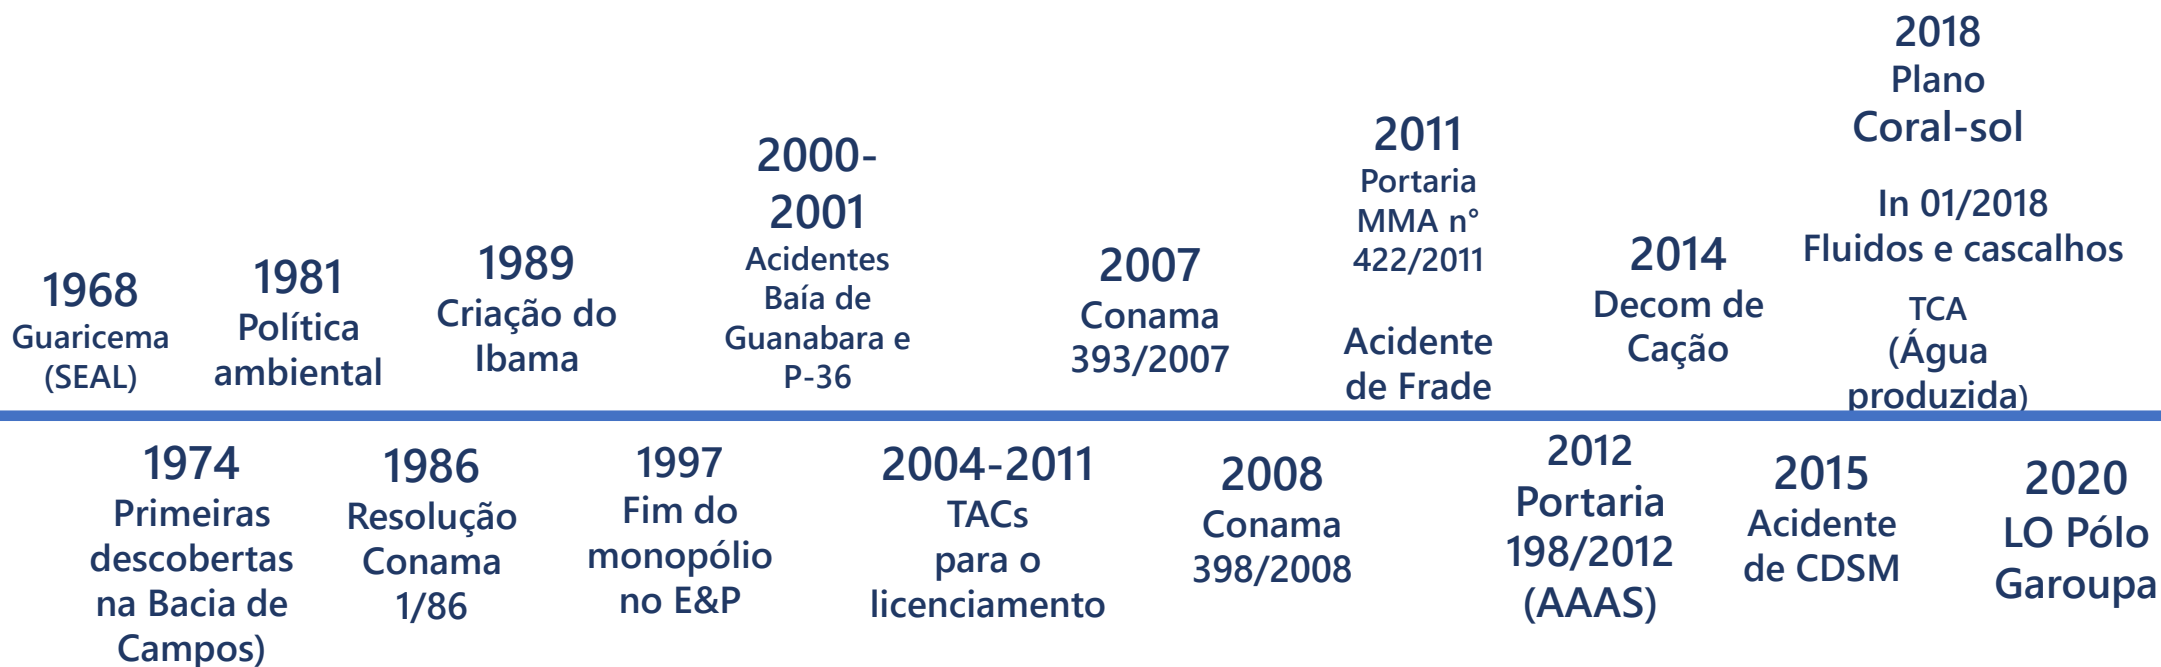 1968
Guaricema
(SEAL)
1981
Política
ambiental
1989
Criação do
Ibama
2000-
2001
Acidentes
Baía de
Guanabara e
P-36
2007
Conama
393/2007
2011
Portaria
MMA n°
422/2011
Acidente
de Frade
2014
Decom de
Cação
2018
Plano
Coral-sol
In 01/2018
Fluidos e cascalhos
TCA
(Água
produzida)
1974
Primeiras
descobertas
na Bacia de
Campos)
1986
Resolução
Conama
1/86
1997
Fim do
monopólio
no E&P
2004-2011
TACs
para o
licenciamento
2008
Conama
398/2008
2012
Portaria
198/2012
(AAAS)
2015
Acidente
de CDSM
2020
LO Pólo
Garoupa